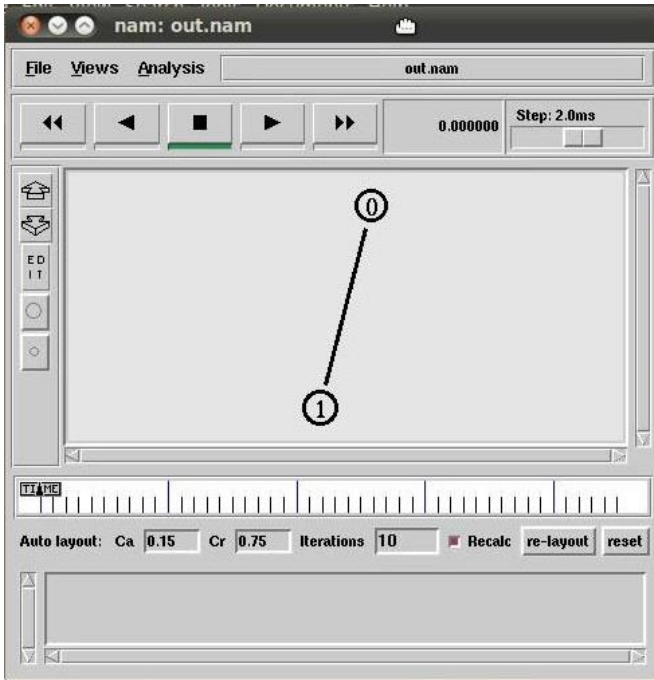 nam: out.nam
File Views Analysis out.nam
0.000000 Step: 2.0ms
0
ED
IT
1
TIME
Auto layout: Ca 0.15 Cr 0.75 Iterations 10 Recalc re-layout reset